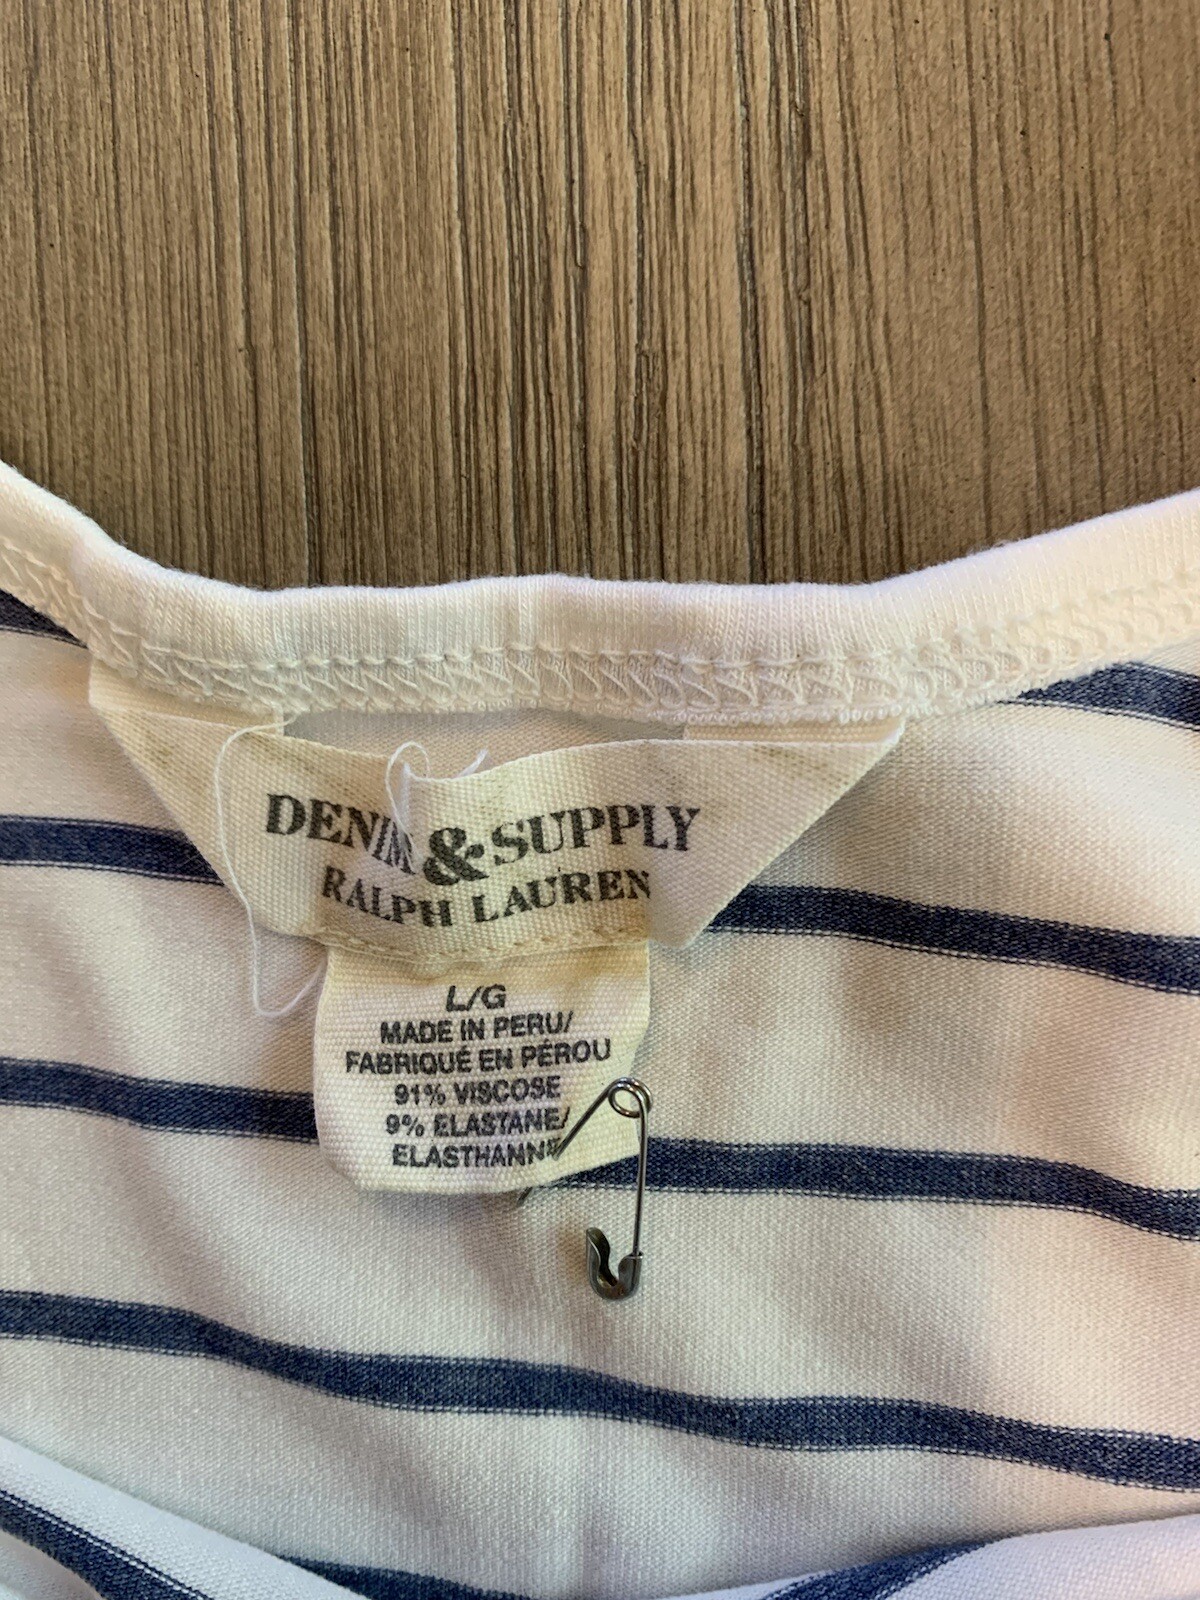 DENIM & SUPPLY
RALPH LAUREN
L/G
MADE IN PERU/
FABRIQUÉ EN PÉROU
91% VISCOSE
9% ELASTANE/
ELASTHANNE